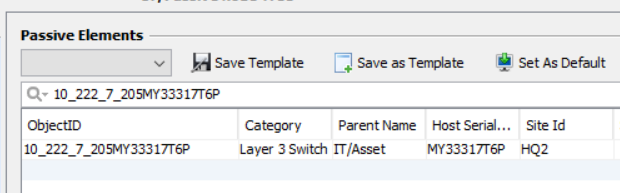 Passive Elements
Save Template Save as Template Set As Default
10_222_7_205MY33317T6P
ObjectID Category Parent Name Host Serial... Site Id
10_222_7_205MY33317T6P Layer 3 Switch IT/Asset MY33317T6P HQ2